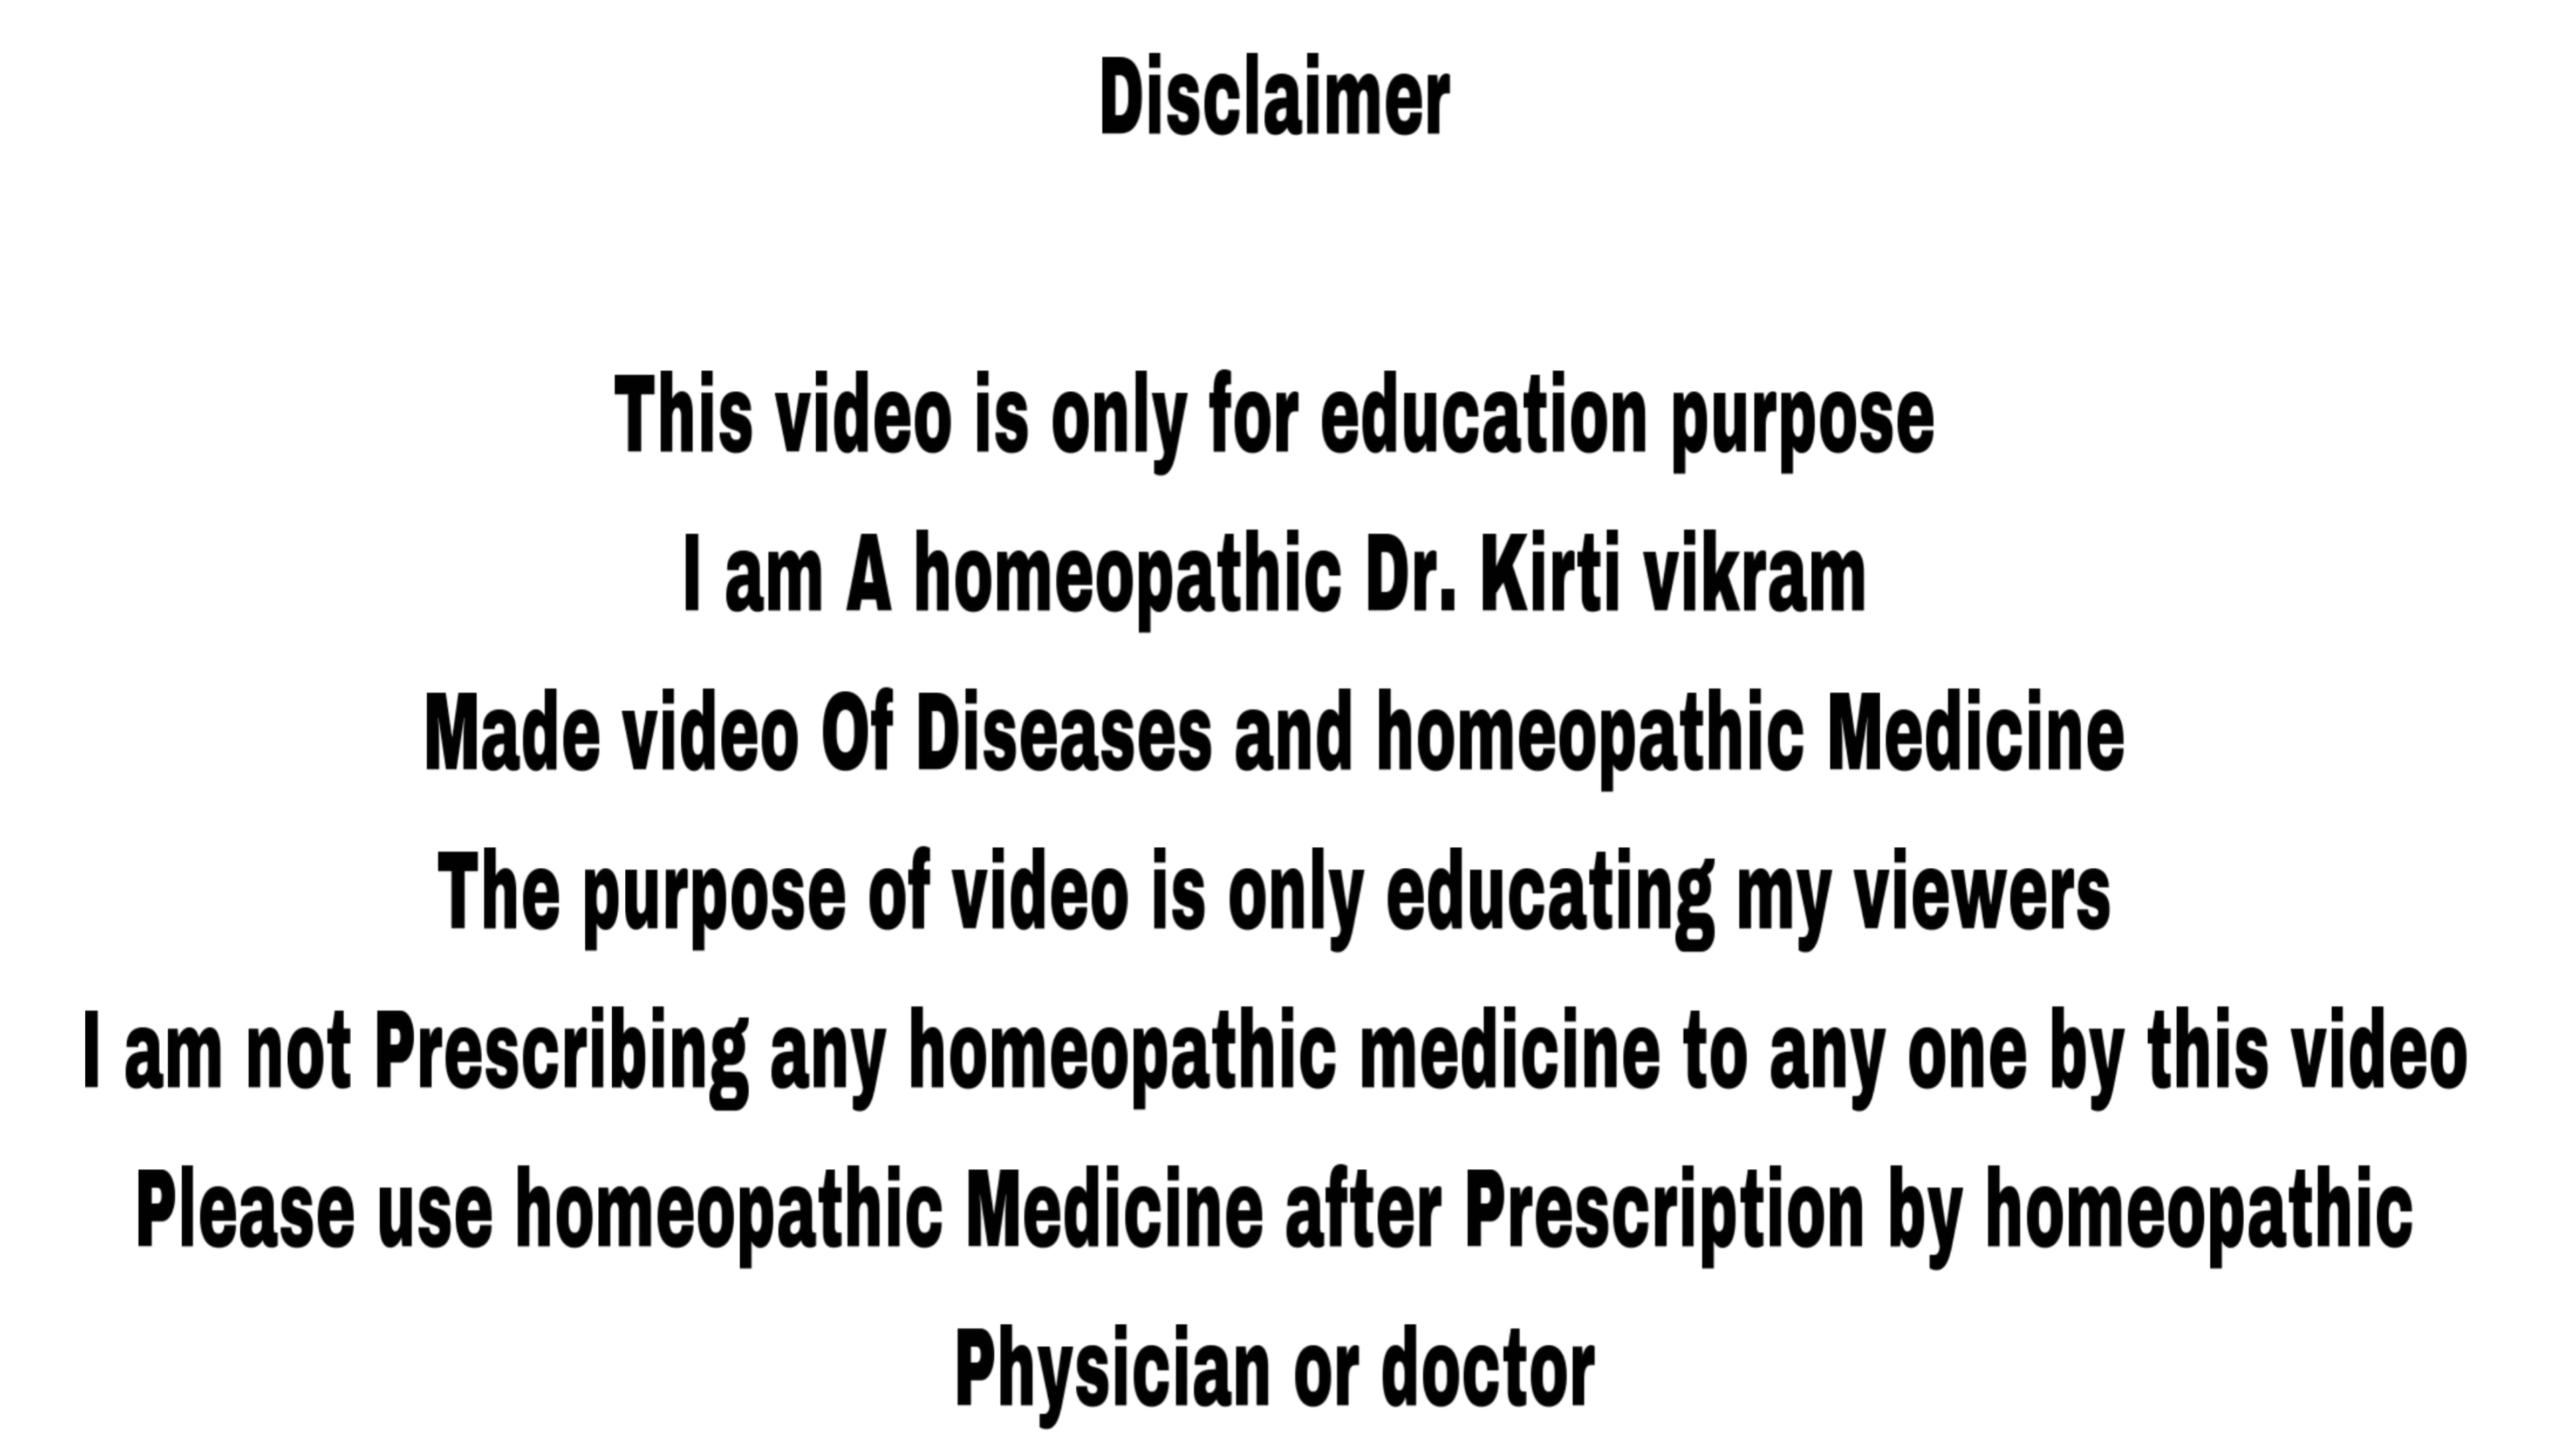 Disclaimer
This video is only for education purpose
I am A homeopathic Dr. Kirti vikram
Made video Of Diseases and homeopathic Medicine
The purpose of video is only educating my viewers
I am not Prescribing any homeopathic medicine to any one by this video
Please use homeopathic Medicine after Prescription by homeopathic
Physician or doctor